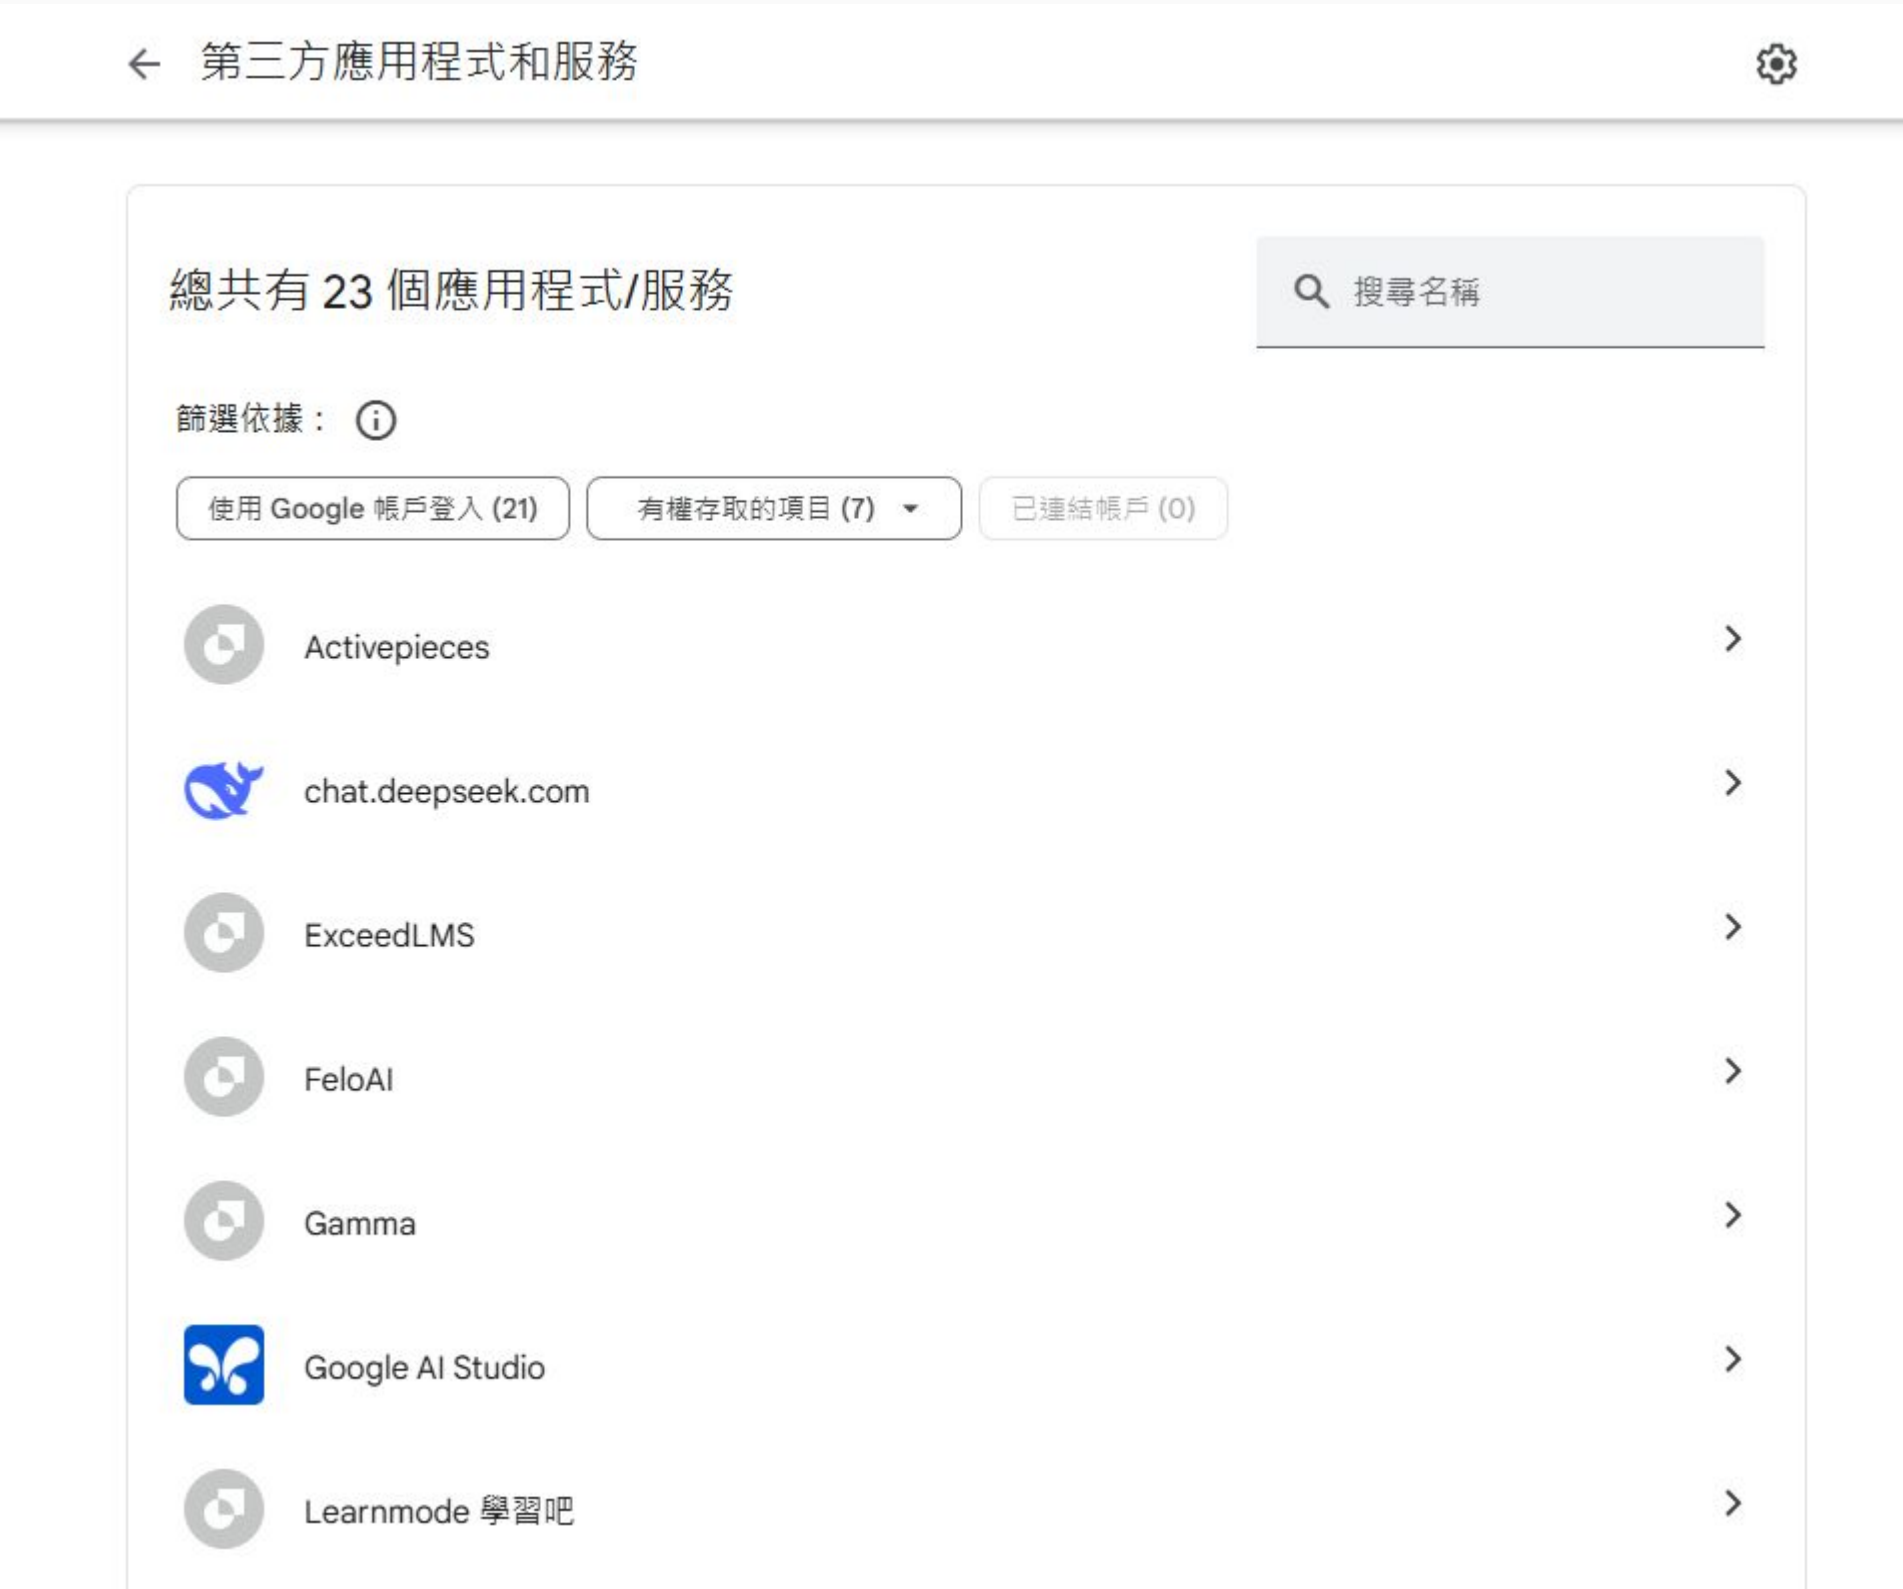 第三方應用程式和服務
總共有 23 個應用程式/服務
搜尋名稱
篩選依據：
使用 Google 帳戶登入 (21)
有權存取的項目 (7)
已連結帳戶 (0)
Activepieces
chat.deepseek.com
ExceedLMS
FeloAI
Gamma
Google AI Studio
Learnmode 學習吧